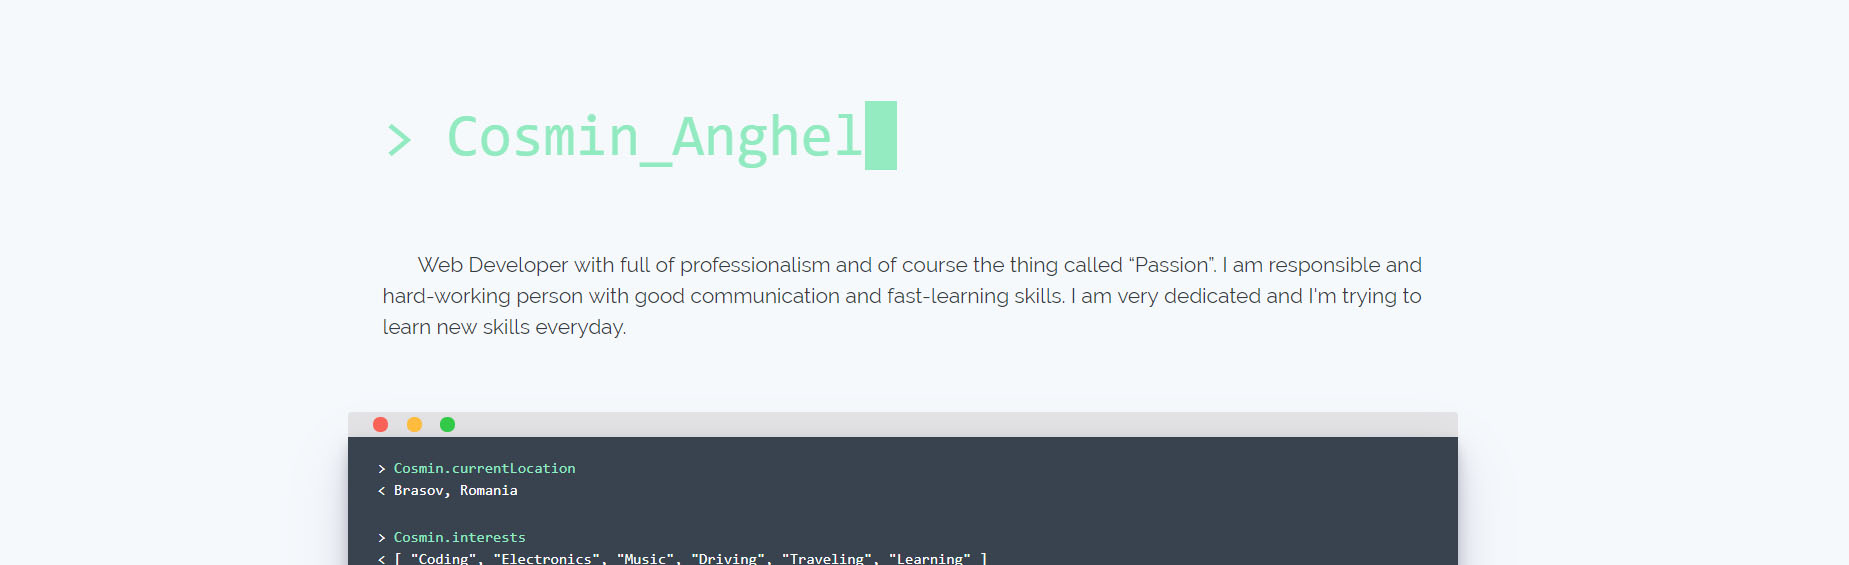 > Cosmin_Anghel
Web Developer with full of professionalism and of course the thing called “Passion”. I am responsible and
hard-working person with good communication and fast-learning skills. I am very dedicated and I'm trying to
learn new skills everyday.
> Cosmin.currentLocation
< Brasov, Romania
> Cosmin.interests
< [ "Coding", "Electronics", "Music", "Driving", "Traveling", "Learning" ]